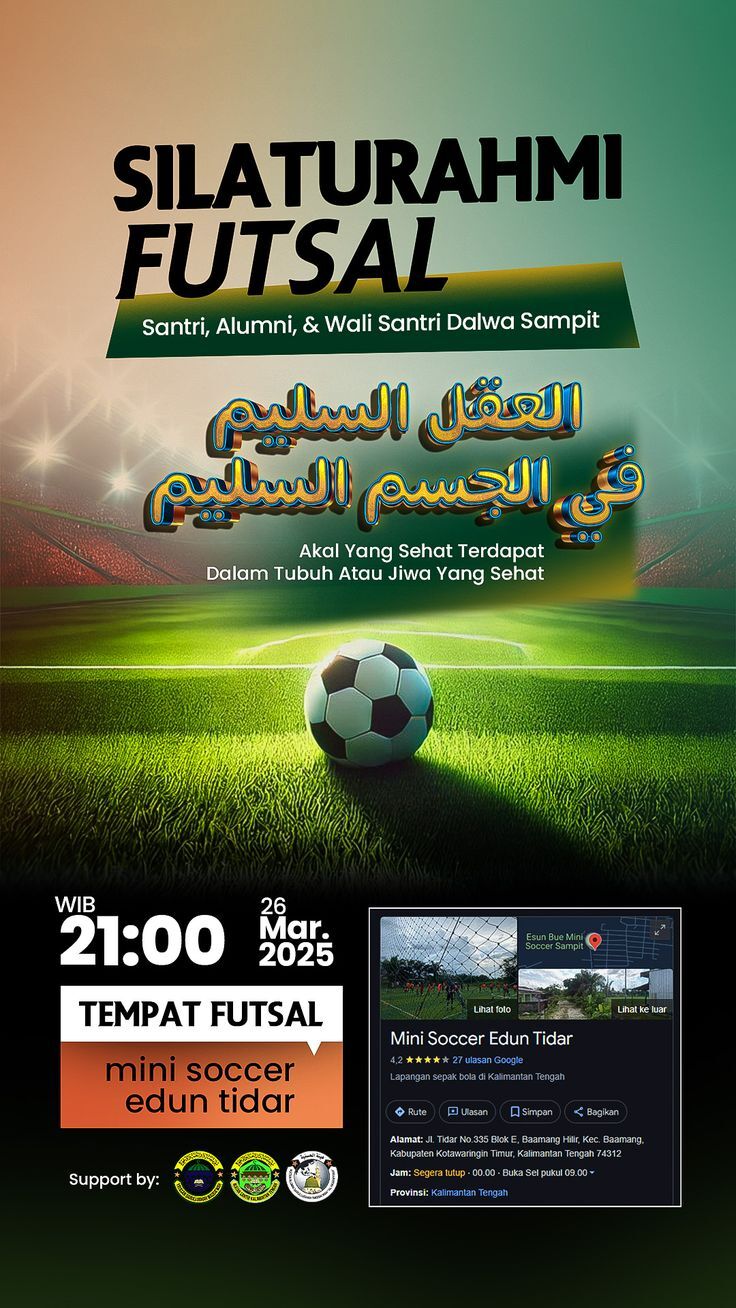 SILATURAHMI
FUTSAL
Santri, Alumni, & Wali Santri Dalwa Sampit
العقل السليم
في الجسم السليم
Akal Yang Sehat Terdapat
Dalam Tubuh Atau Jiwa Yang Sehat
WIB
21:00
26
Mar.
2025
TEMPAT FUTSAL
mini soccer
edun tidar
Support by:
Esun Bue Mini
Soccer Sampit
Lihat foto
Lihat ke luar
Mini Soccer Edun Tidar
4,2 ★★★★★ 27 ulasan Google
Lapangan sepak bola di Kalimantan Tengah
Rute
Ulasan
Simpan
Bagikan
Alamat: Jl. Tidar No.335 Blok E, Baamang Hilir, Kec. Baamang,
Kabupaten Kotawaringin Timur, Kalimantan Tengah 74312
Jam: Segera tutup · 00.00 · Buka Sel pukul 09.00
Provinsi: Kalimantan Tengah